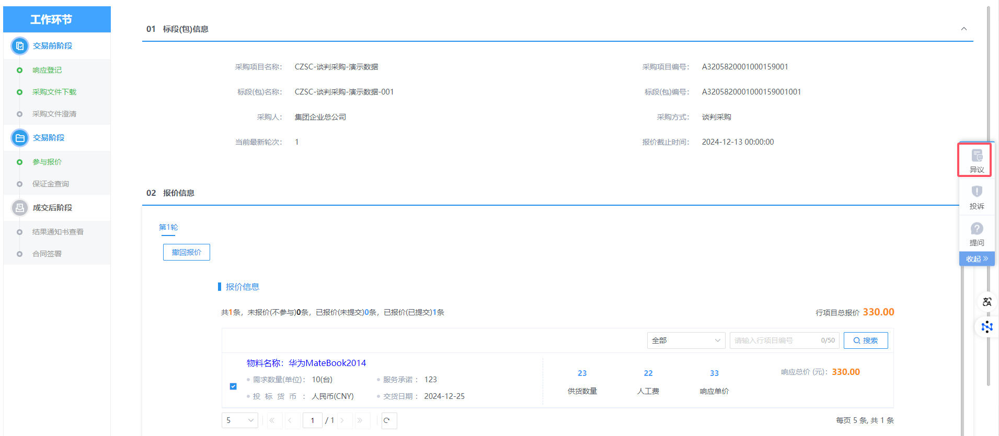 工作环节
交易前阶段
响应登记
采购文件下载
采购文件澄清
交易阶段
参与报价
保证金查询
成交后阶段
结果通知书查看
合同签署
01 标段(包)信息
采购项目名称： CZSC-谈判采购-演示数据 采购项目编号： A3205820001000159001
标段(包)名称： CZSC-谈判采购-演示数据-001 标段(包)编号： A3205820001000159001001
采购人： 集团企业总公司 采购方式： 谈判采购
当前最新轮次： 1 报价截止时间： 2024-12-13 00:00:00
02 报价信息
第1轮
撤回报价
报价信息
共1条，未报价(不参与)0条，已报价(未提交)0条，已报价(已提交)1条 行项目总报价 330.00
全部 请输入行项目编号 0/50 搜索
物料名称：华为MateBook2014
需求数量(单位)： 10(台) 服务承诺： 123
投标货币： 人民币(CNY) 交货日期： 2024-12-25
23 22 33 响应总价 (元)： 330.00
供货数量 人工费 响应单价
5 1 / 1 每页 5 条, 共 1 条
异议
投诉
提问
收起